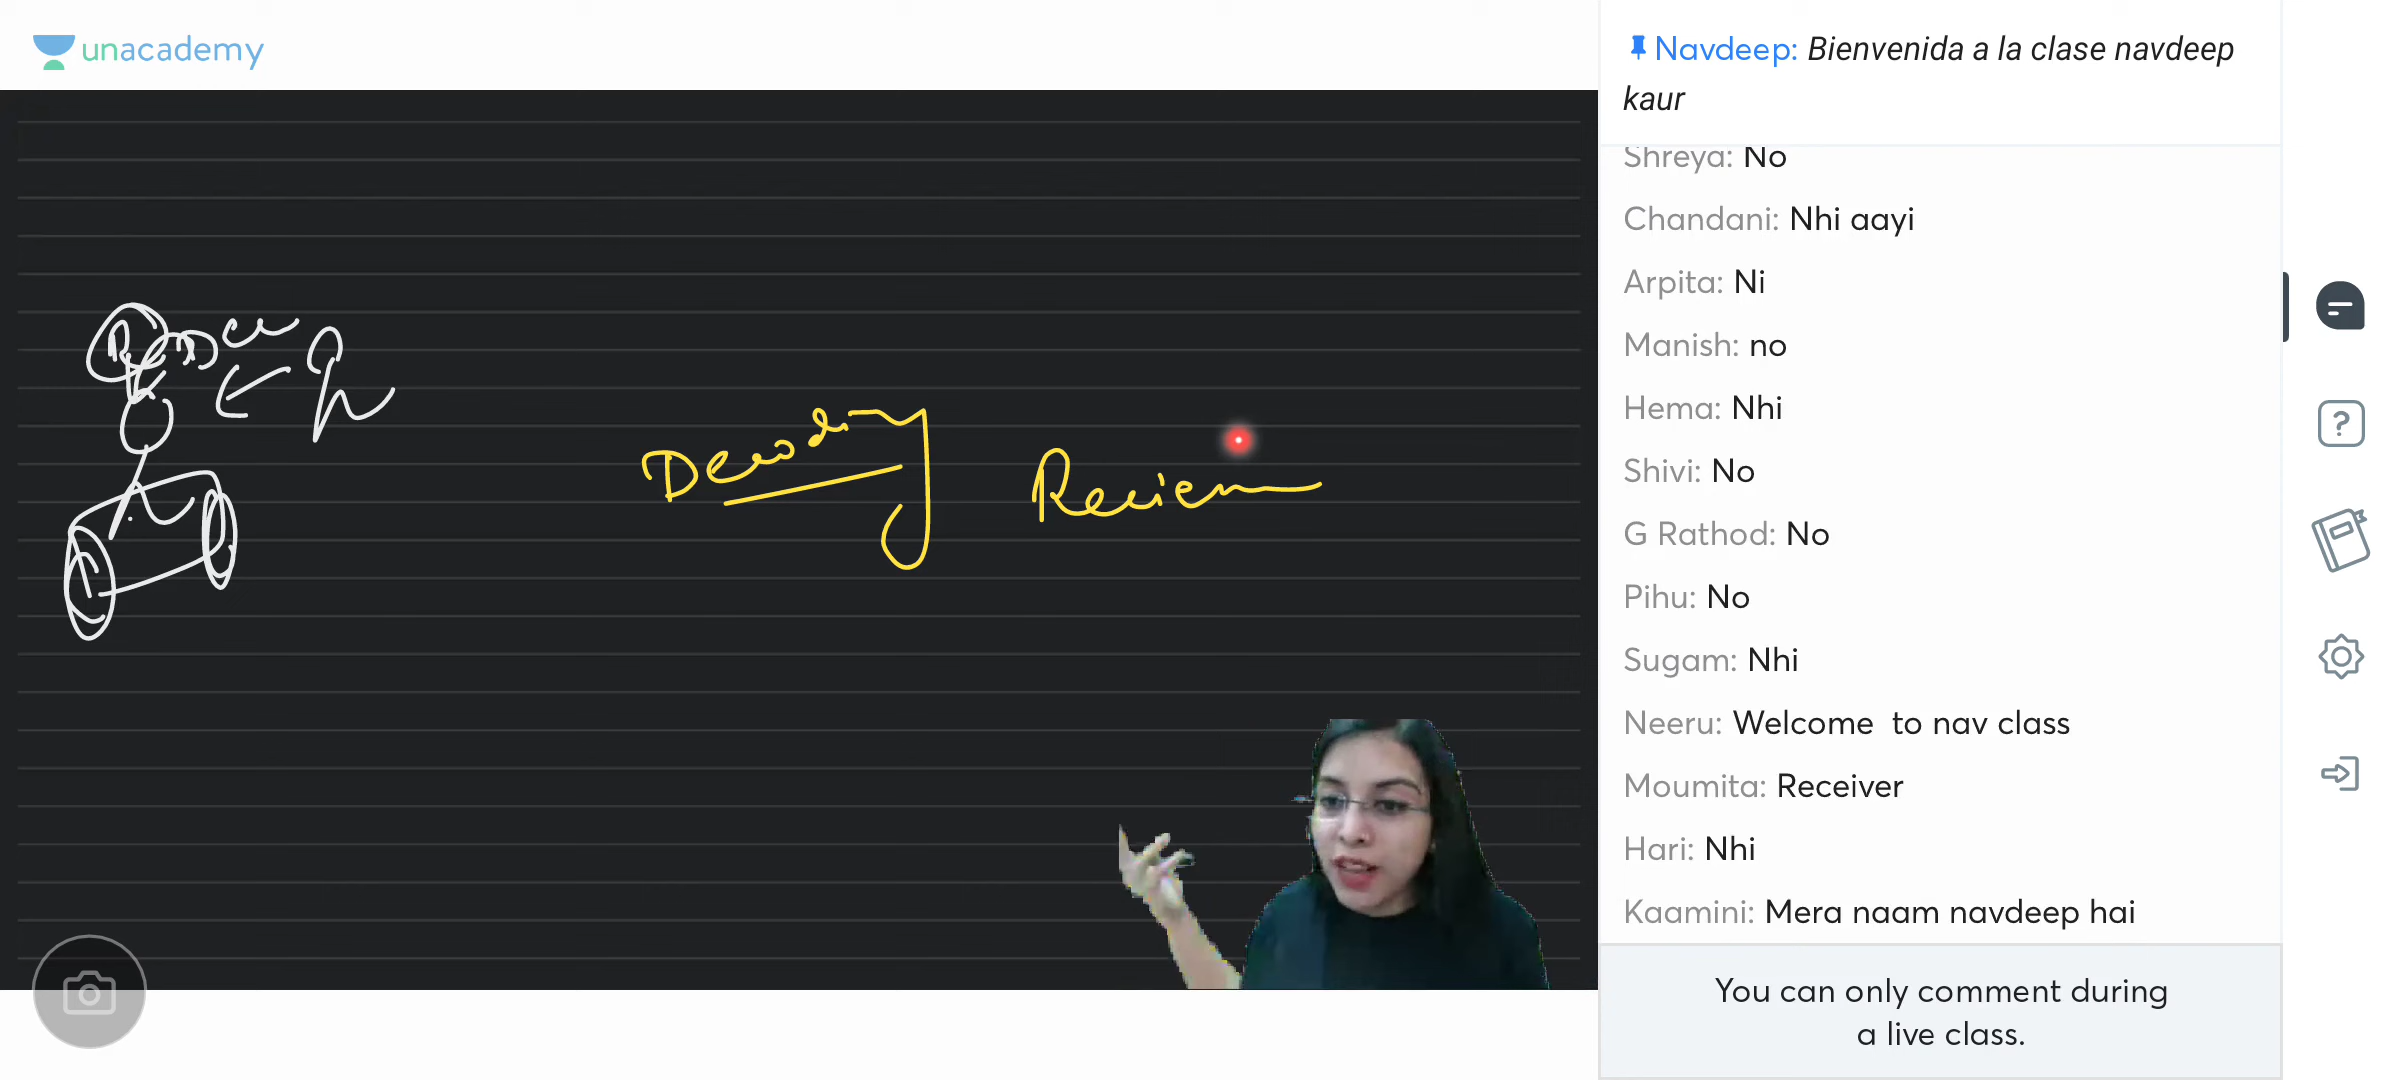 unacademy
Decoding Reciever
Navdeep: Bienvenida a la clase navdeep
kaur
Shreya: No
Chandani: Nhi aayi
Arpita: Ni
Manish: no
Hema: Nhi
Shivi: No
G Rathod: No
Pihu: No
Sugam: Nhi
Neeru: Welcome to nav class
Moumita: Receiver
Hari: Nhi
Kaamini: Mera naam navdeep hai
You can only comment during
a live class.